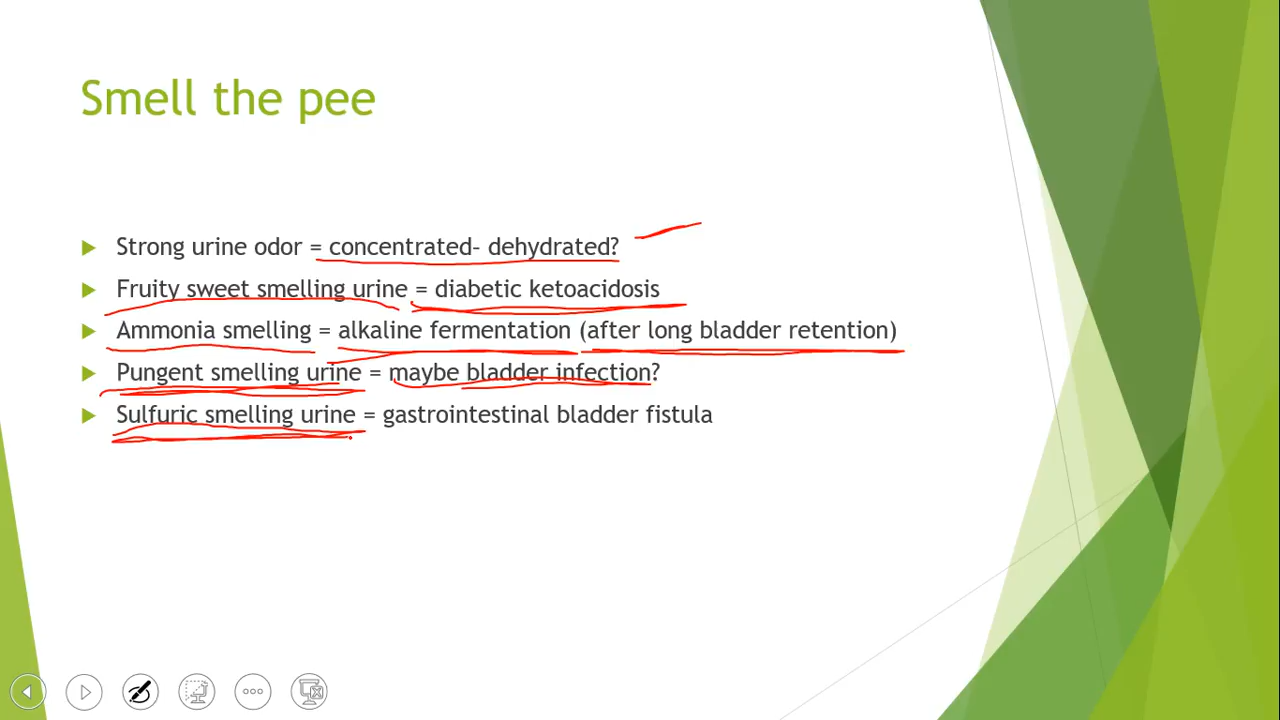 Smell the pee
Strong urine odor = concentrated- dehydrated?
Fruity sweet smelling urine = diabetic ketoacidosis
Ammonia smelling = alkaline fermentation (after long bladder retention)
Pungent smelling urine = maybe bladder infection?
Sulfuric smelling urine = gastrointestinal bladder fistula